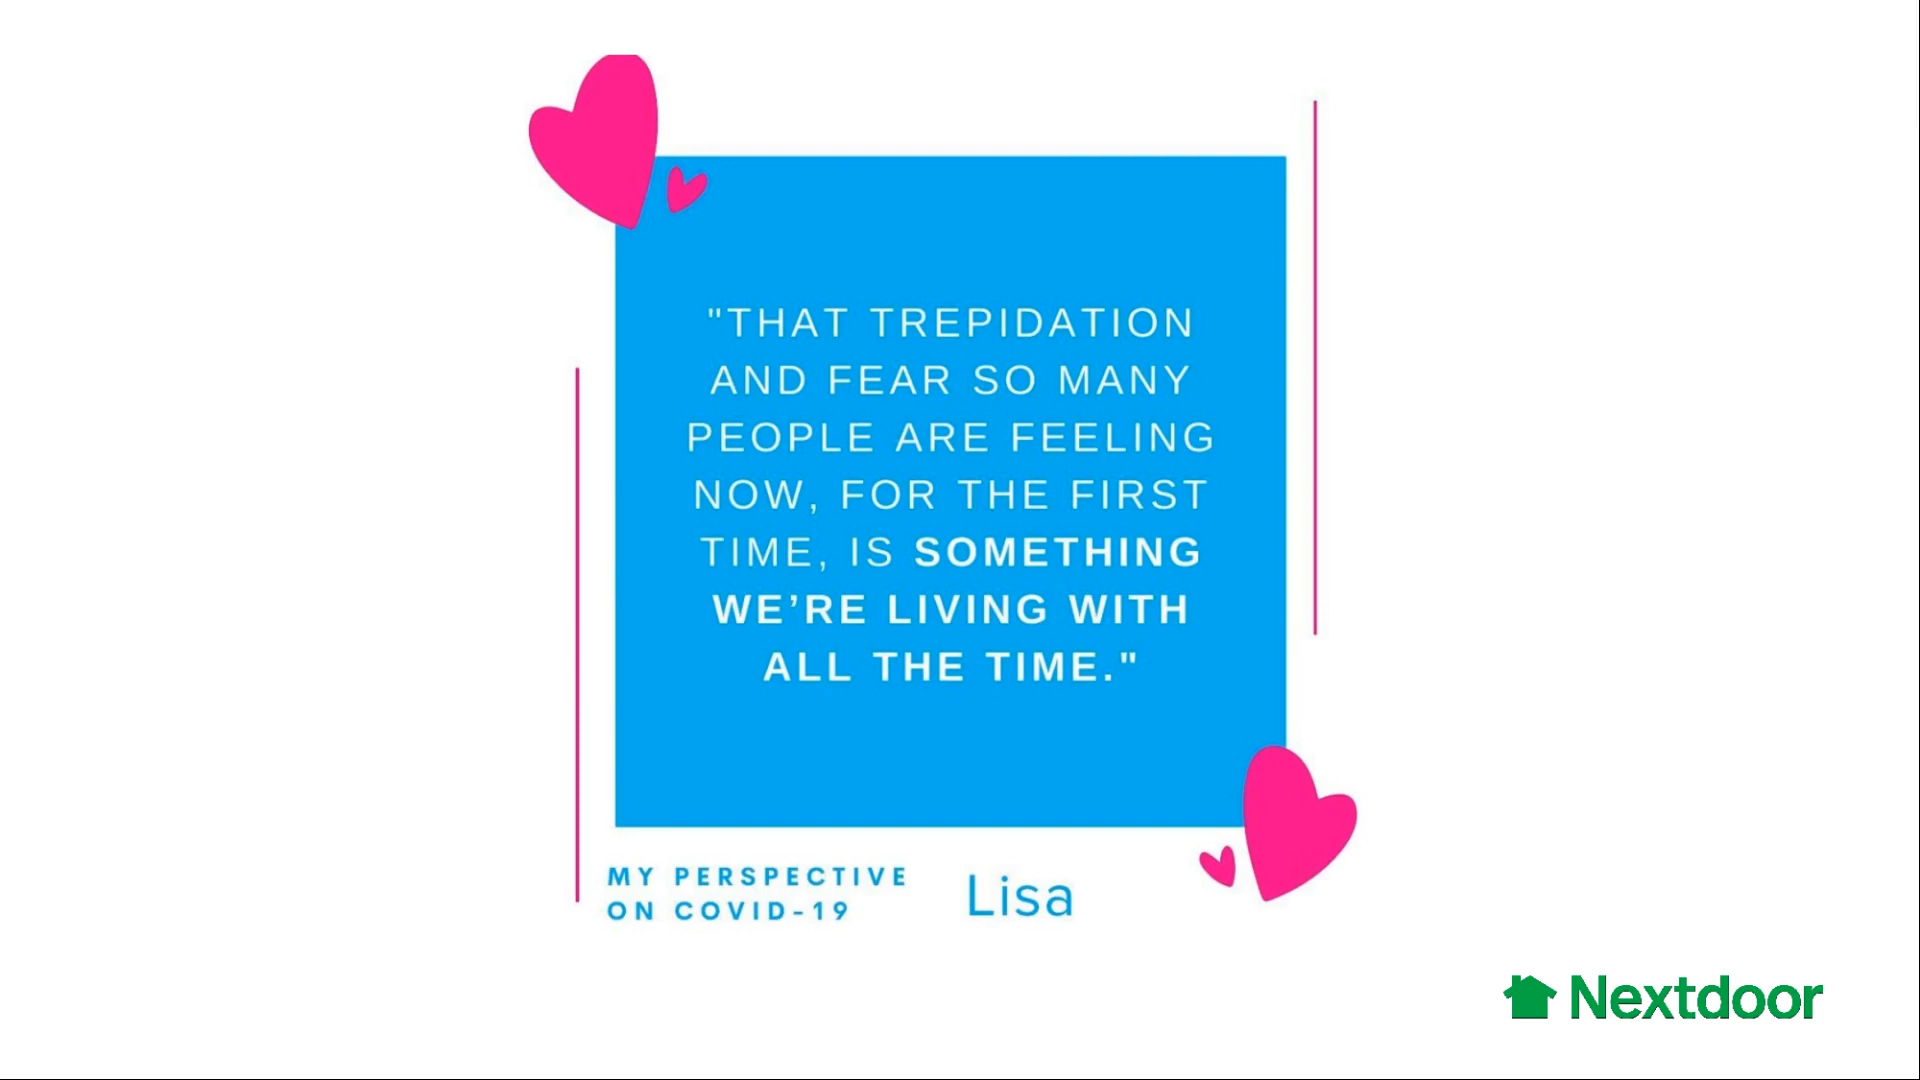 "THAT TREPIDATION
AND FEAR SO MANY
PEOPLE ARE FEELING
NOW, FOR THE FIRST
TIME, IS SOMETHING
WE’RE LIVING WITH
ALL THE TIME."
MY PERSPECTIVE
ON COVID-19
Lisa
Nextdoor